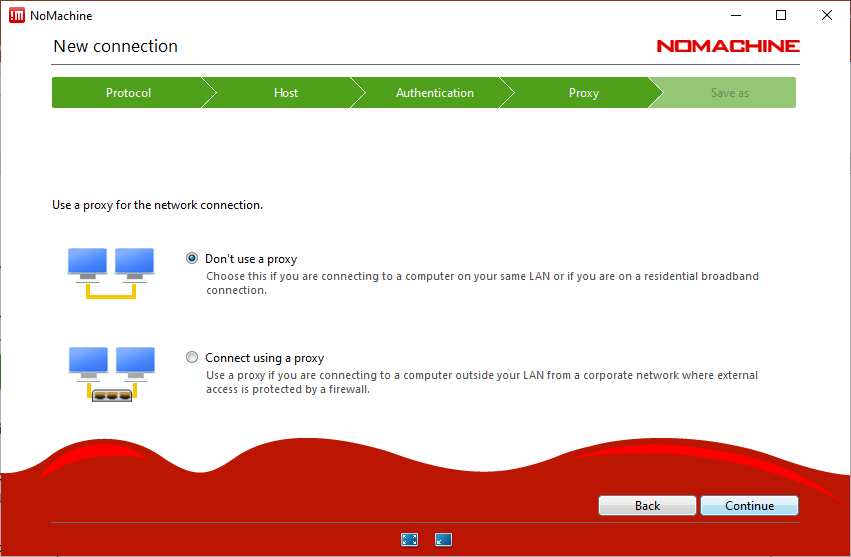 !M NoMachine
New connection
NOMACHINE
Protocol
Host
Authentication
Proxy
Save as
Use a proxy for the network connection.
Don't use a proxy
Choose this if you are connecting to a computer on your same LAN or if you are on a residential broadband
connection.
Connect using a proxy
Use a proxy if you are connecting to a computer outside your LAN from a corporate network where external
access is protected by a firewall.
Back
Continue